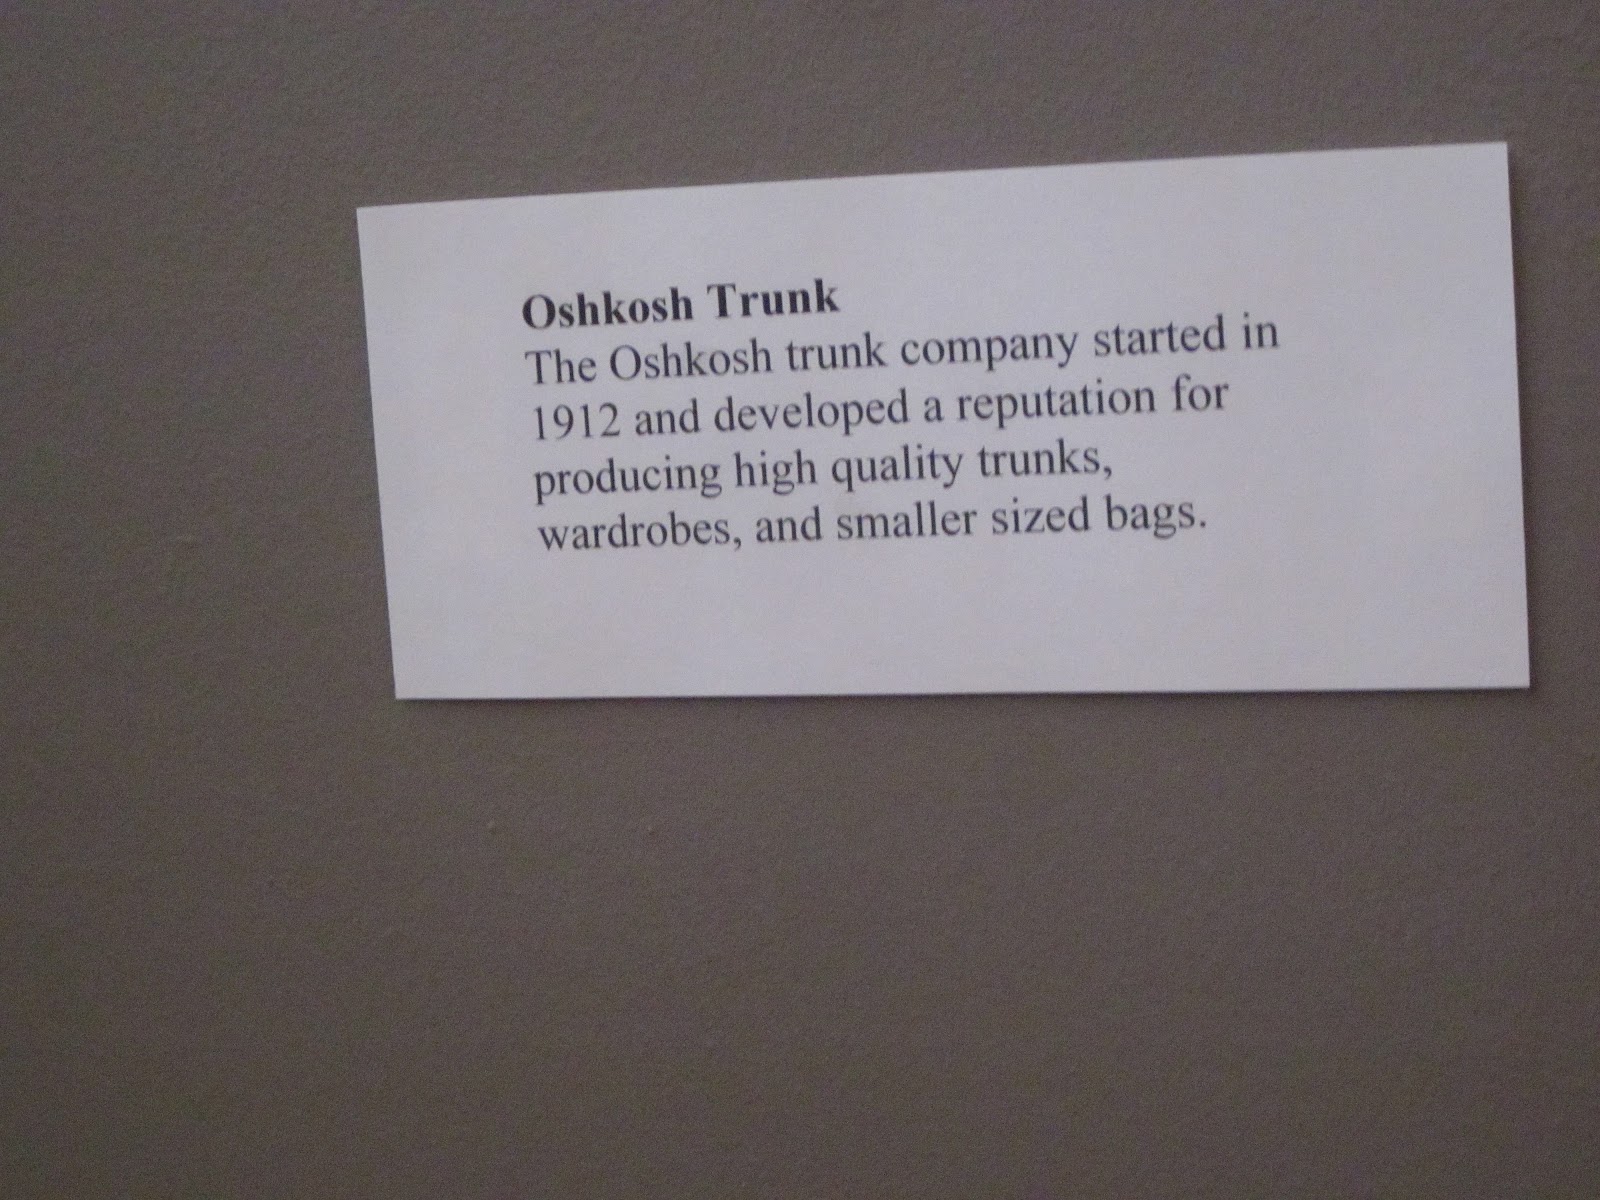 Oshkosh Trunk
The Oshkosh trunk company started in
1912 and developed a reputation for
producing high quality trunks,
wardrobes, and smaller sized bags.